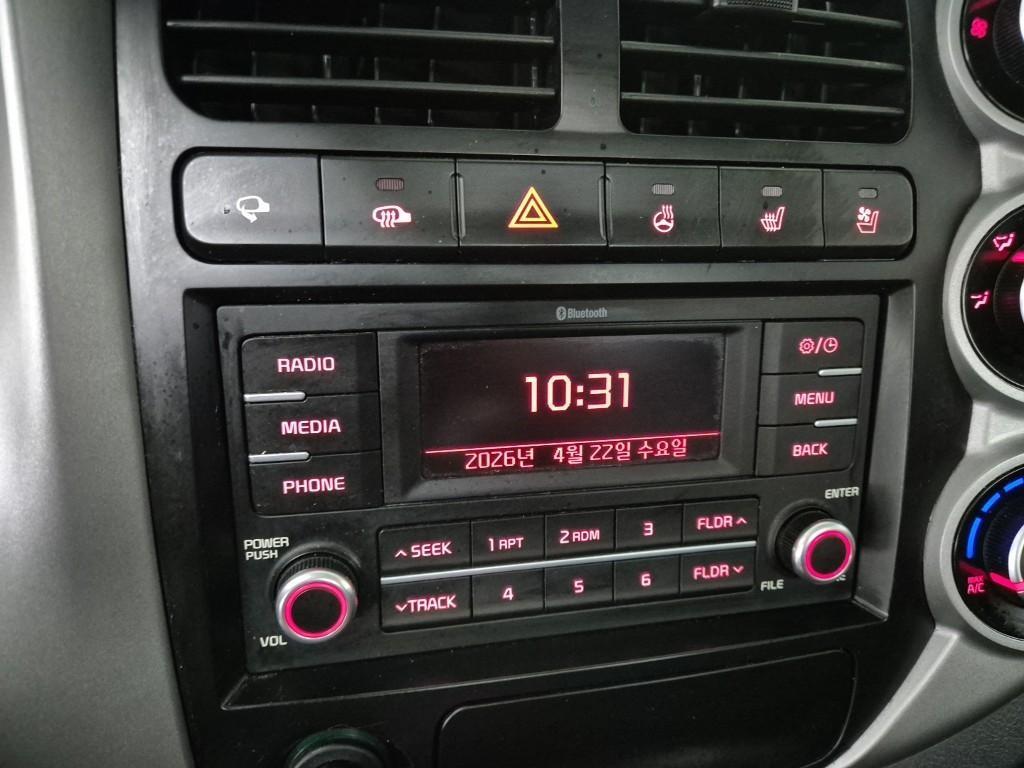 Bluetooth
RADIO
MEDIA
PHONE
10:31
2026년 4월 22일 수요일
MENU
BACK
POWER
PUSH
VOL
SEEK
1 RPT
2 RDM
3
FLDR
TRACK
4
5
6
FLDR
ENTER
FILE
MAX
A/C